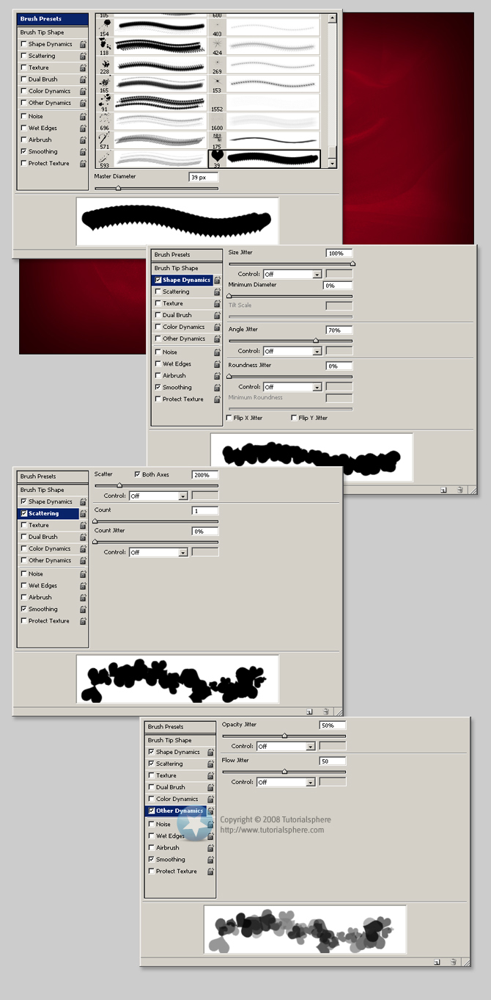 Brush Presets
Brush Tip Shape
Shape Dynamics
Scattering
Texture
Dual Brush
Color Dynamics
Other Dynamics
Noise
Wet Edges
Airbrush
Smoothing
Protect Texture
105 600
154 403
118 424
228 269
165 153
91 1552
696 1600
571 175
593 39
Master Diameter 39 px
Brush Presets
Brush Tip Shape
Shape Dynamics
Scattering
Texture
Dual Brush
Color Dynamics
Other Dynamics
Noise
Wet Edges
Airbrush
Smoothing
Protect Texture
Size Jitter 100%
Control: Off
Minimum Diameter 0%
Tilt Scale
Angle Jitter 70%
Control: Off
Roundness Jitter 0%
Control: Off
Minimum Roundness
Flip X Jitter Flip Y Jitter
Brush Presets
Brush Tip Shape
Shape Dynamics
Scattering
Texture
Dual Brush
Color Dynamics
Other Dynamics
Noise
Wet Edges
Airbrush
Smoothing
Protect Texture
Scatter Both Axes 200%
Control: Off
Count 1
Count Jitter 0%
Control: Off
Brush Presets
Brush Tip Shape
Shape Dynamics
Scattering
Texture
Dual Brush
Color Dynamics
Other Dynamics
Noise
Wet Edges
Airbrush
Smoothing
Protect Texture
Opacity Jitter 50%
Control: Off
Flow Jitter 50
Control: Off
Copyright © 2008 Tutorialsphere
http://www.tutorialsphere.com